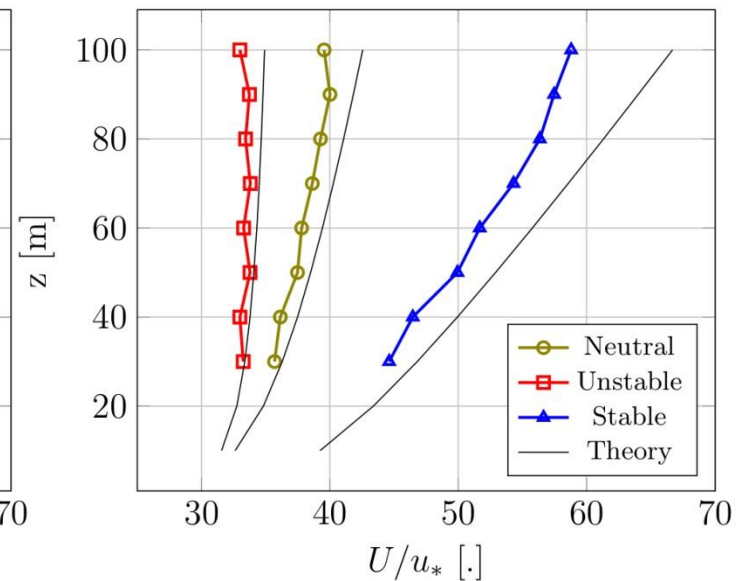 100
80
60
40
20
z [m]
Neutral
Unstable
Stable
Theory
70
30
40
50
60
70
U/u* [.]